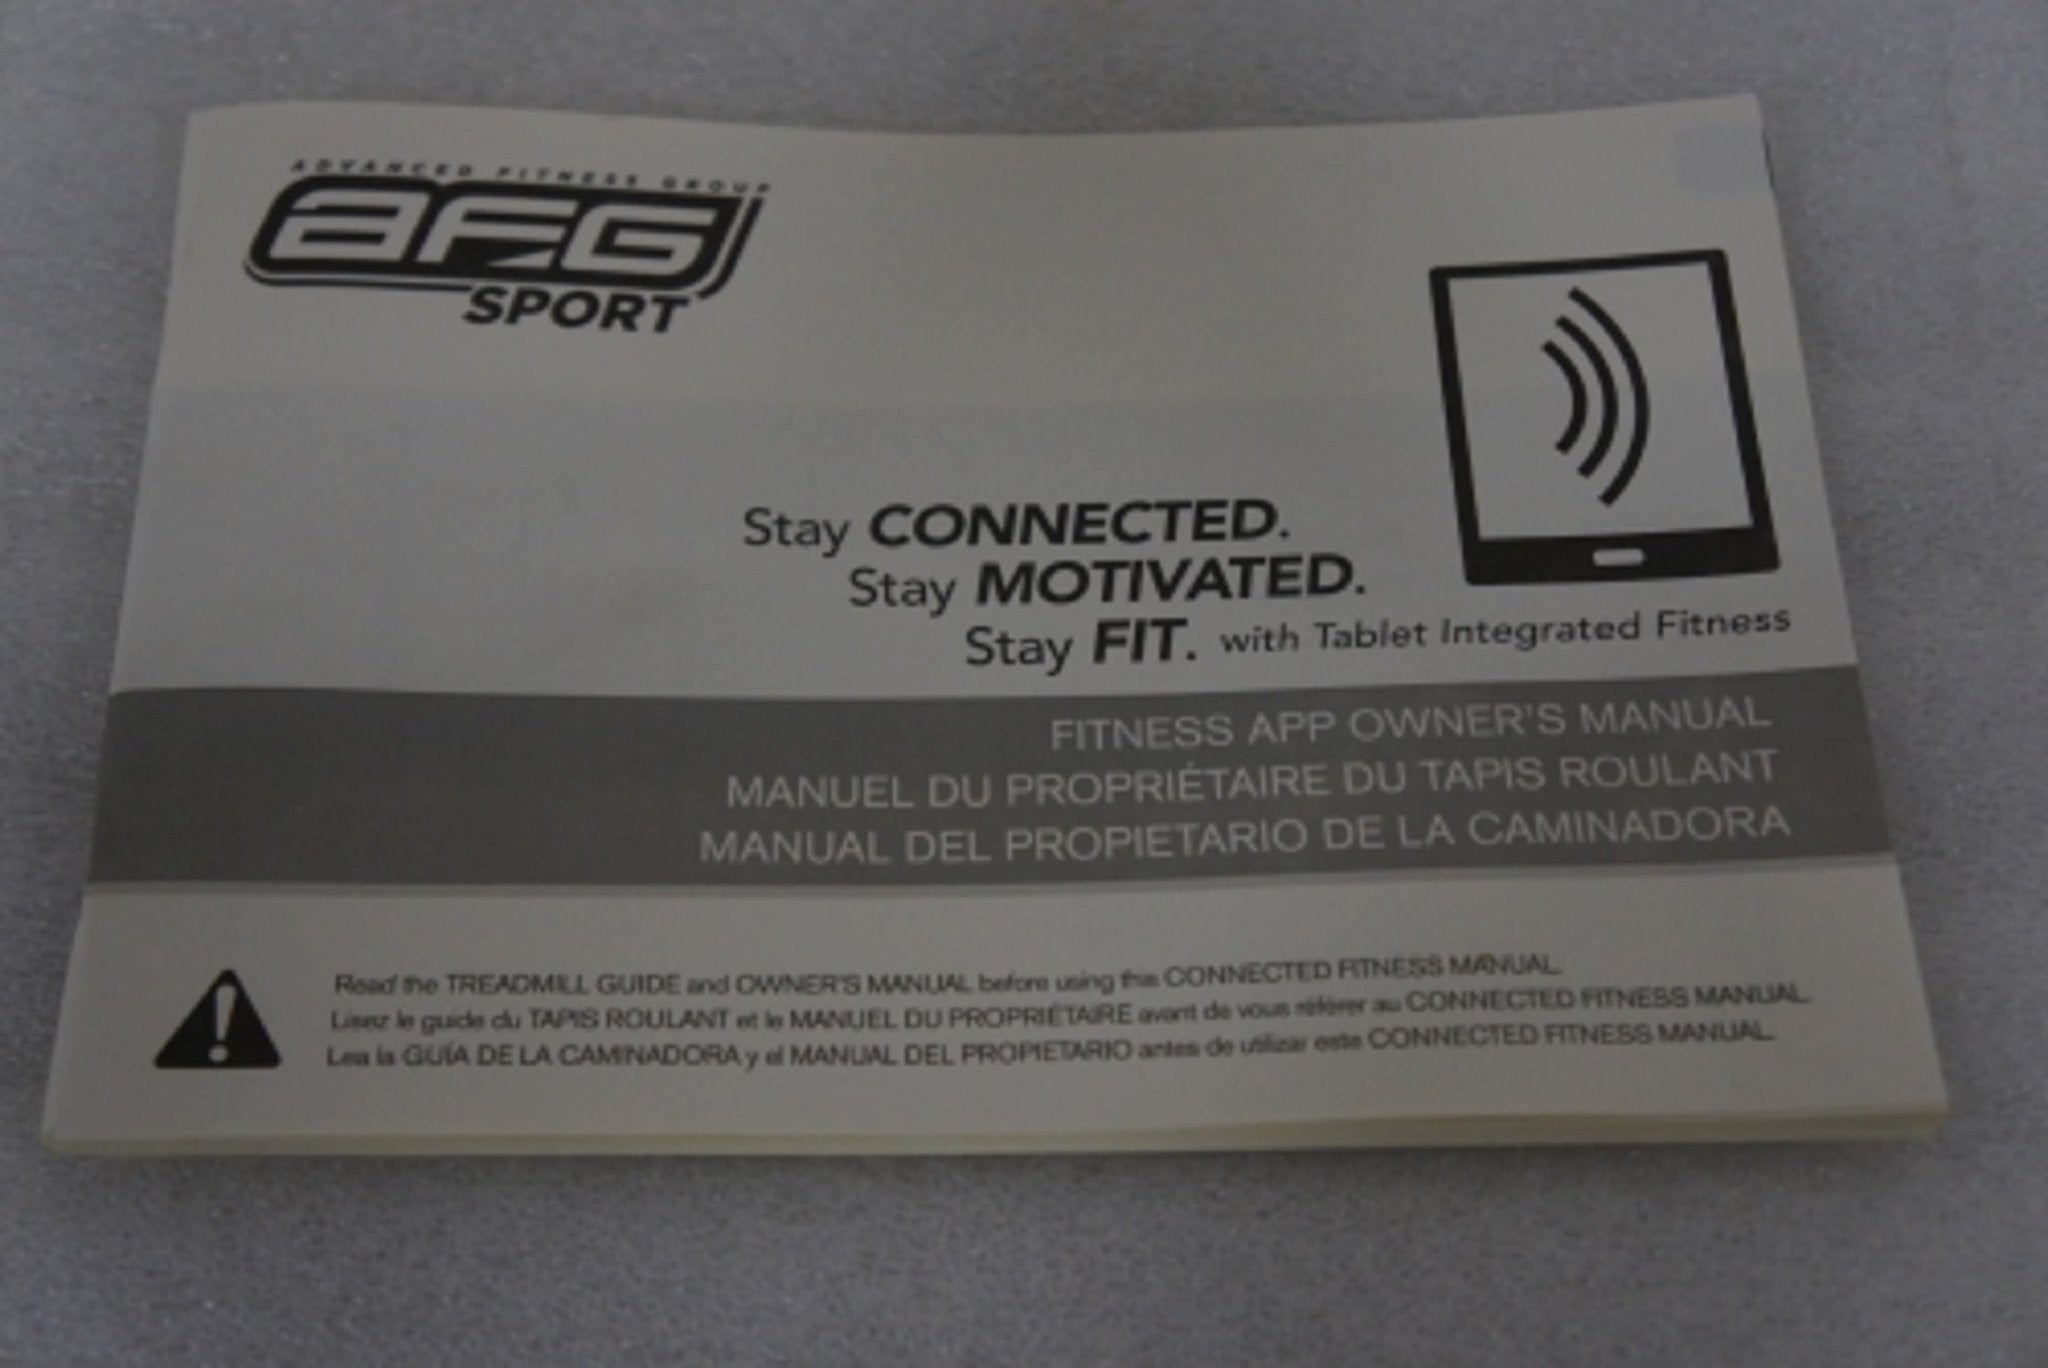 ADVANCED FITNESS GROUP
AFG
SPORT
Stay CONNECTED.
Stay MOTIVATED.
Stay FIT. with Tablet Integrated Fitness
FITNESS APP OWNER'S MANUAL
MANUEL DU PROPRIÉTAIRE DU TAPIS ROULANT
MANUAL DEL PROPIETARIO DE LA CAMINADORA
Read the TREADMILL GUIDE and OWNER'S MANUAL before using this CONNECTED FITNESS MANUAL.
Lisez le guide du TAPIS ROULANT et le MANUEL DU PROPRIÉTAIRE avant de vous référer au CONNECTED FITNESS MANUAL.
Lea la GUÍA DE LA CAMINADORA y el MANUAL DEL PROPIETARIO antes de utilizar este CONNECTED FITNESS MANUAL.